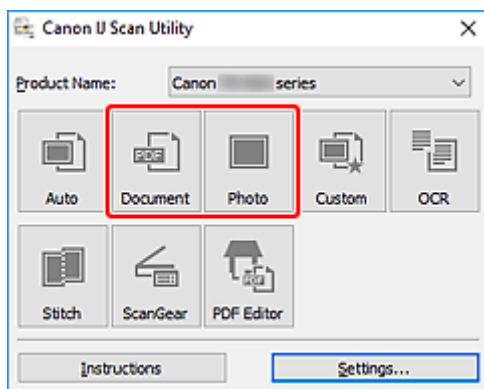 Canon IJ Scan Utility
Product Name: Canon series
Auto Document Photo Custom OCR
Stitch ScanGear PDF Editor
Instructions Settings...